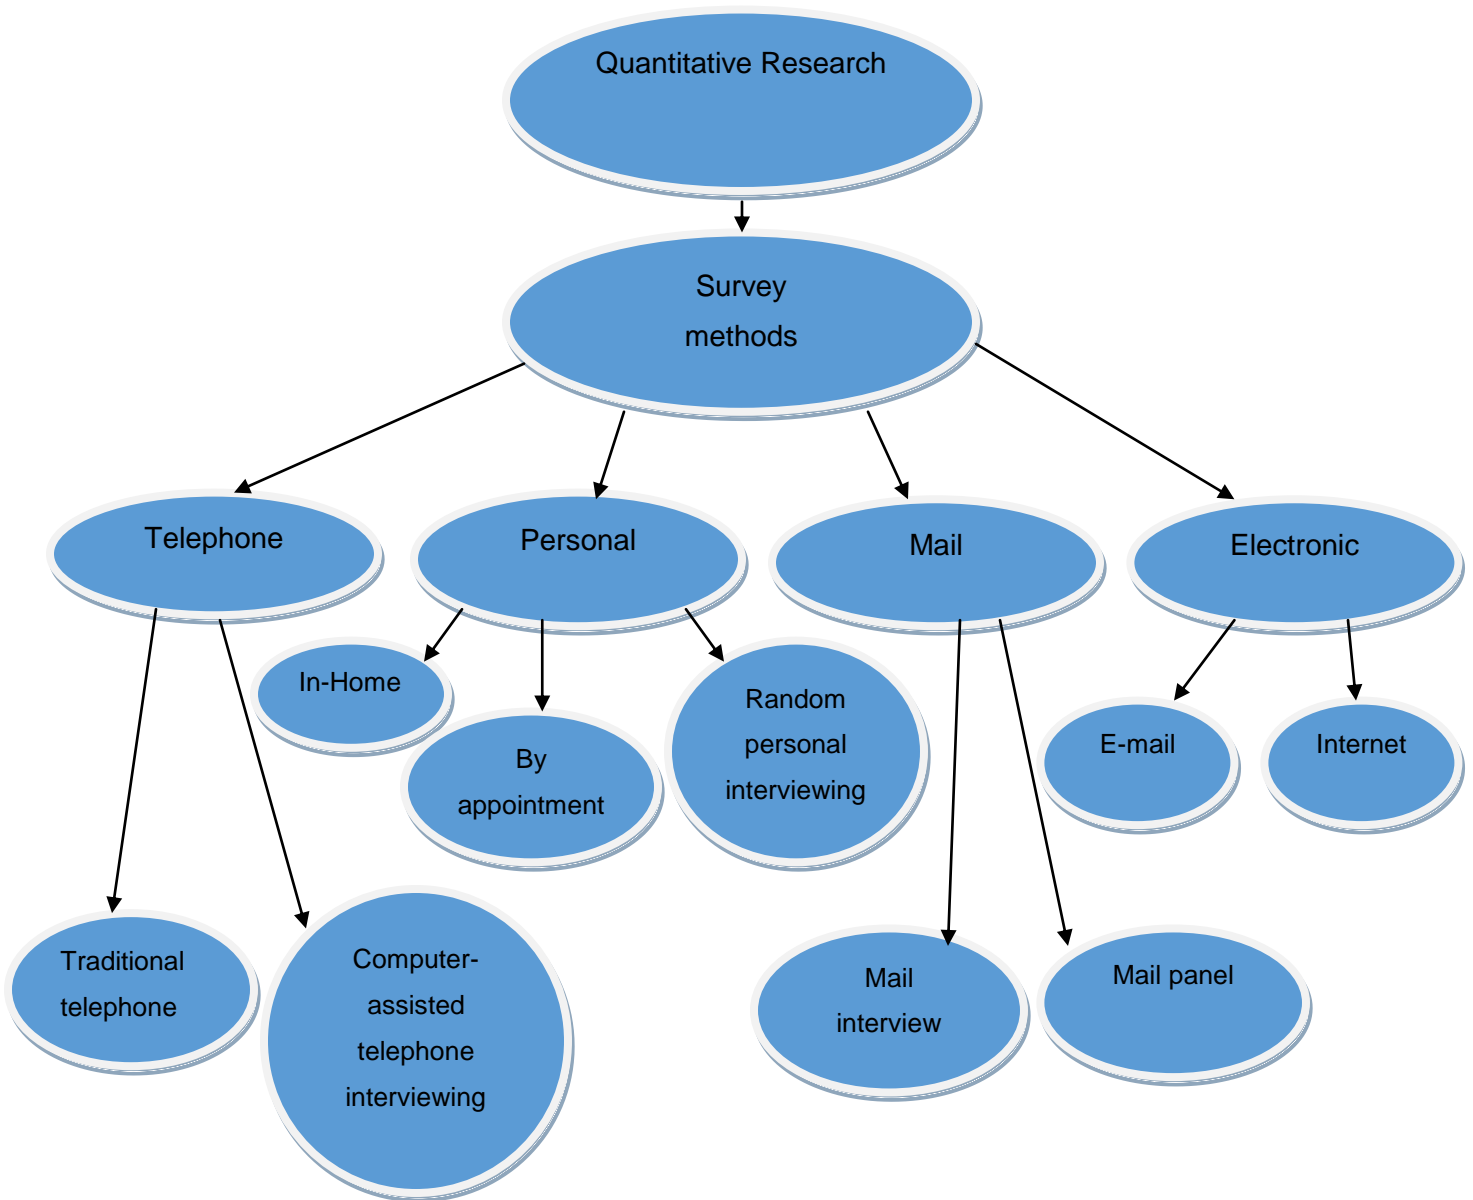 Quantitative Research
Survey
methods
Telephone
Personal
Mail
Electronic
In-Home
By
appointment
Random
personal
interviewing
E-mail
Internet
Traditional
telephone
Computer-
assisted
telephone
interviewing
Mail
interview
Mail panel